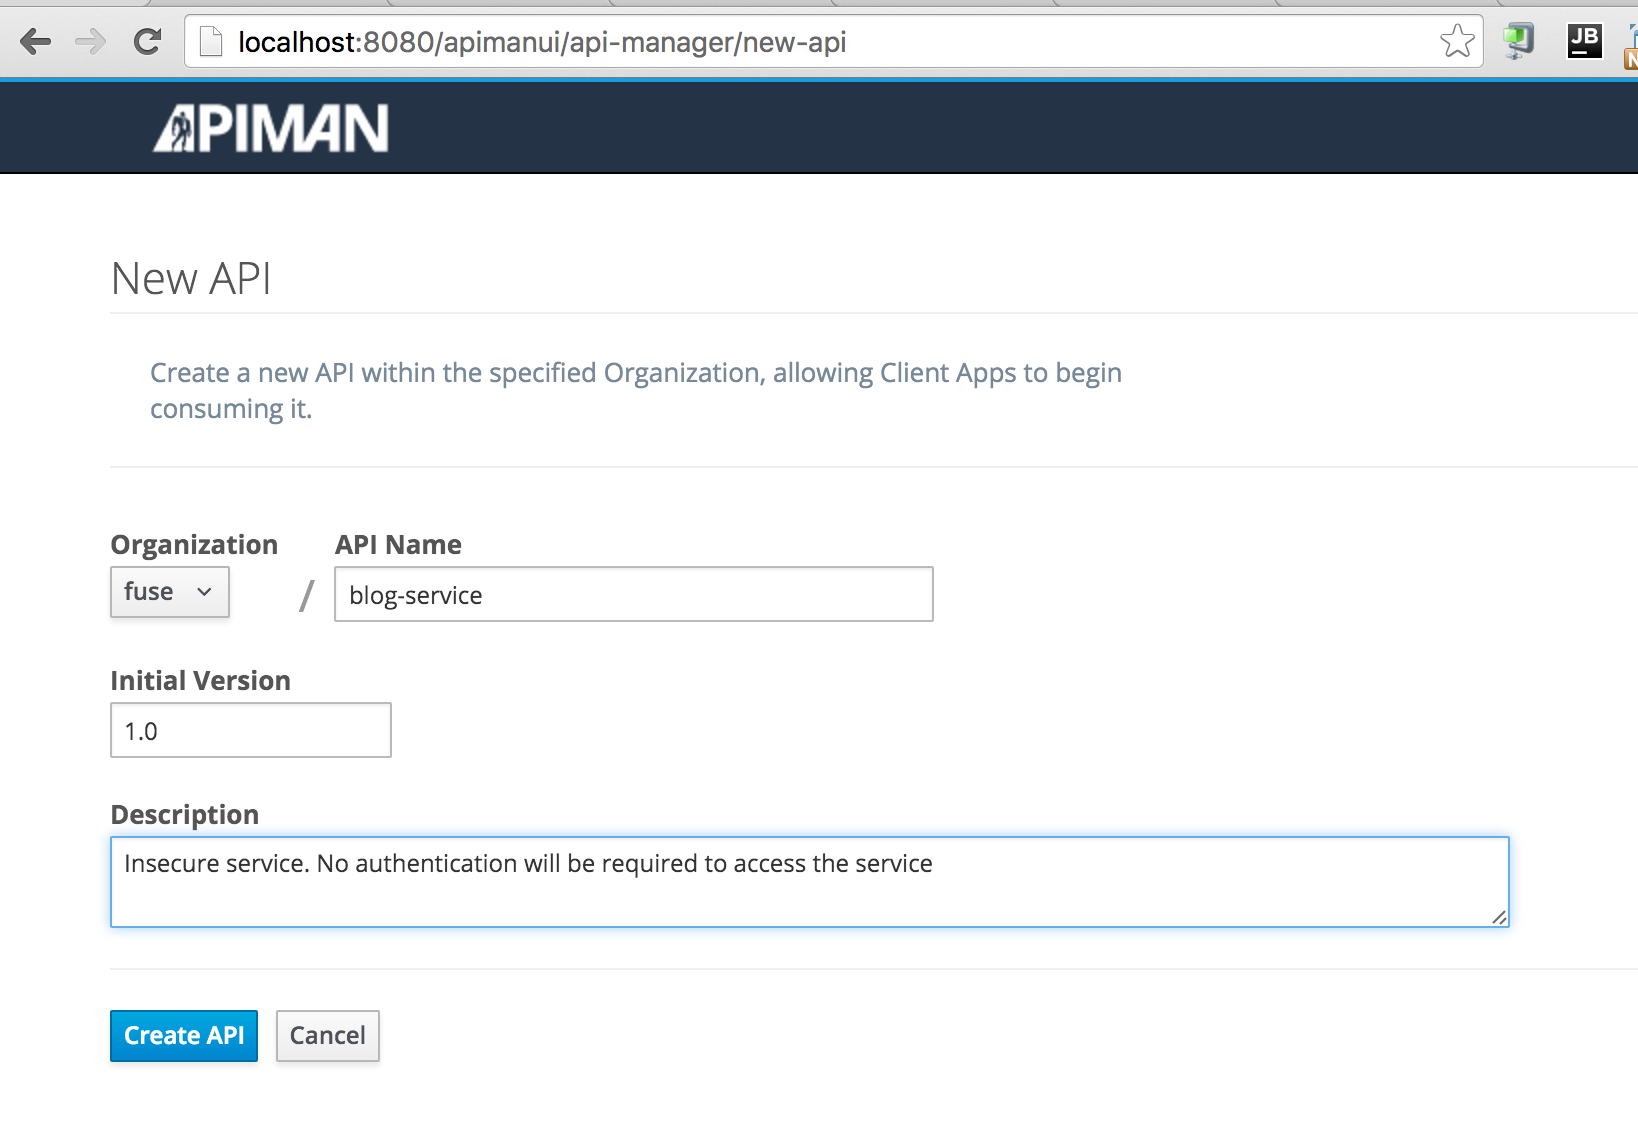 localhost:8080/apimanui/api-manager/new-api
JB
N
APIMAN
New API
Create a new API within the specified Organization, allowing Client Apps to begin
consuming it.
Organization API Name
fuse / blog-service
Initial Version
1.0
Description
Insecure service. No authentication will be required to access the service
Create API Cancel